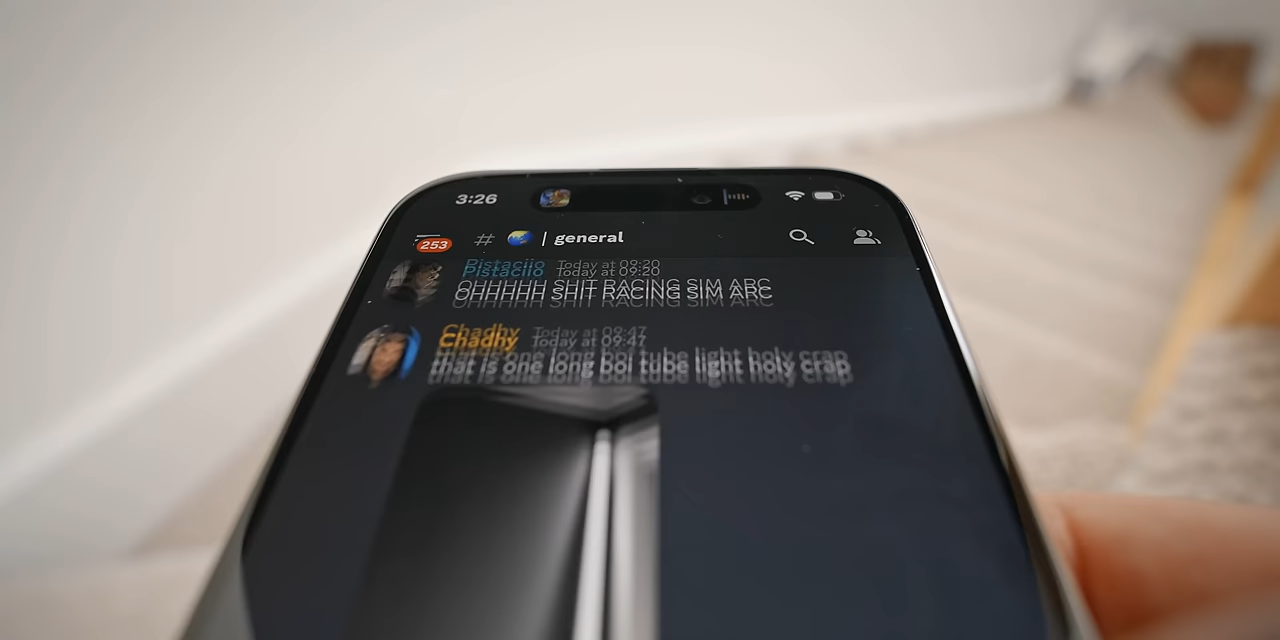 3:26
253 # | general
Pistaciio Today at 09:20
OHHHHH SHIT RACING SIM ARC
Chadhy Today at 09:47
that is one long boi tube light holy crap